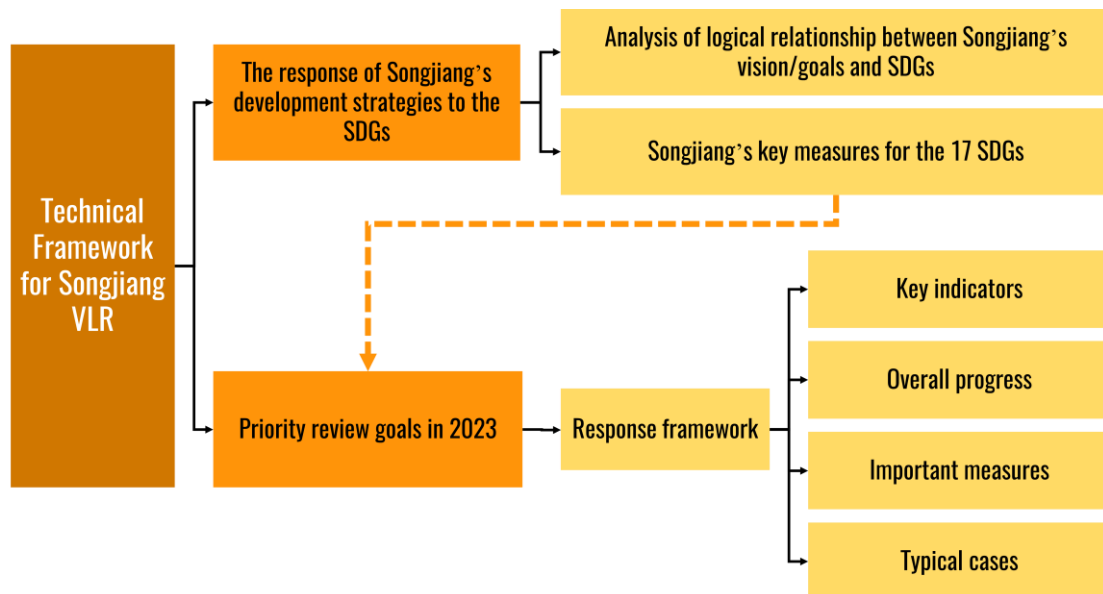 Technical
Framework
for Songjiang
VLR
The response of Songjiang’s
development strategies to the
SDGs
Analysis of logical relationship between Songjiang’s
vision/goals and SDGs
Songjiang’s key measures for the 17 SDGs
Priority review goals in 2023
Response framework
Key indicators
Overall progress
Important measures
Typical cases